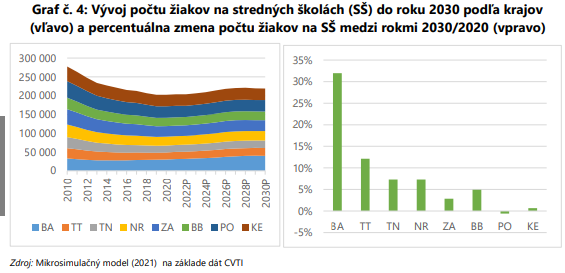 Graf č. 4: Vývoj počtu žiakov na stredných školách (SŠ) do roku 2030 podľa krajov
(vľavo) a percentuálna zmena počtu žiakov na SŠ medzi rokmi 2030/2020 (vpravo)
300 000
250 000
200 000
150 000
100 000
50 000
0
2010
2012
2014
2016
2018
2020
2022P
2024P
2026P
2028P
2030P
BA TT TN NR ZA BB PO KE
35%
30%
25%
20%
15%
10%
5%
0%
-5%
BA TT TN NR ZA BB PO KE
Zdroj: Mikrosimulačný model (2021) na základe dát CVTI